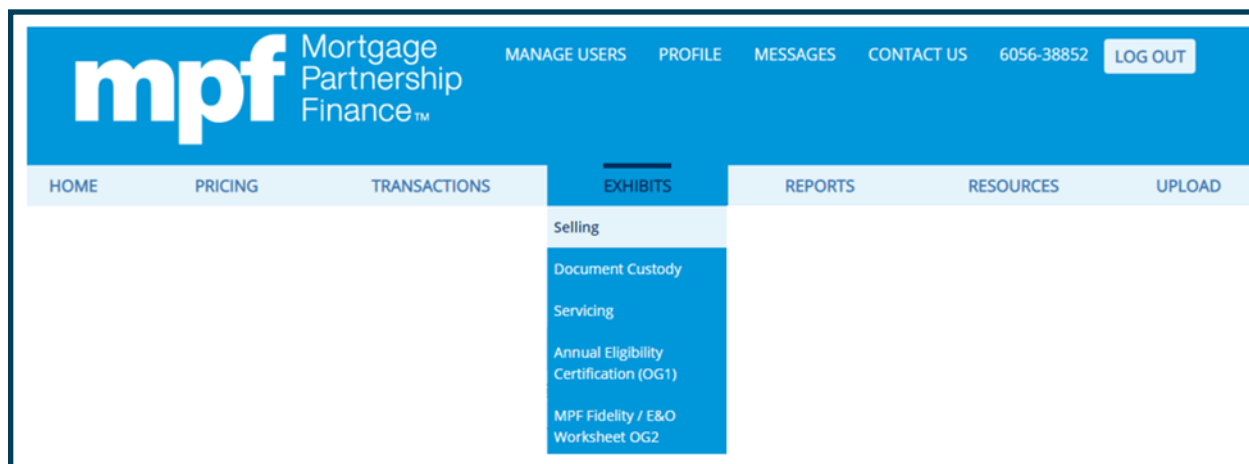 mpf
Mortgage
Partnership
Finance™
MANAGE USERS PROFILE MESSAGES CONTACT US 6056-38852 LOG OUT
HOME PRICING TRANSACTIONS EXHIBITS REPORTS RESOURCES UPLOAD
Selling
Document Custody
Servicing
Annual Eligibility
Certification (OG1)
MPF Fidelity / E&O
Worksheet OG2